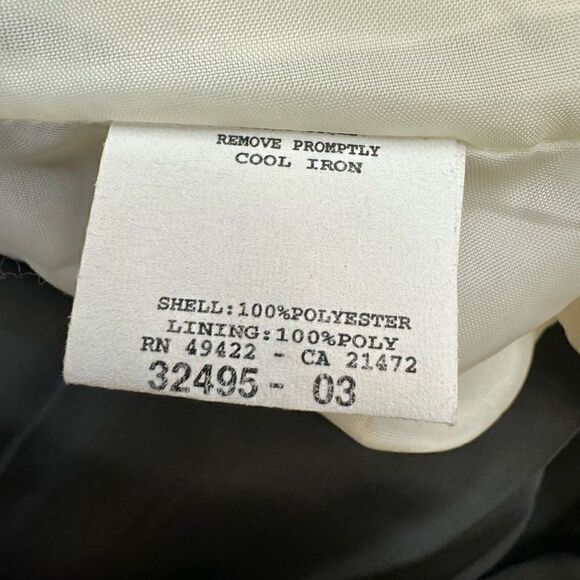 REMOVE PROMPTLY
COOL IRON
SHELL:100%POLYESTER
LINING:100%POLY
RN 49422 - CA 21472
32495- 03